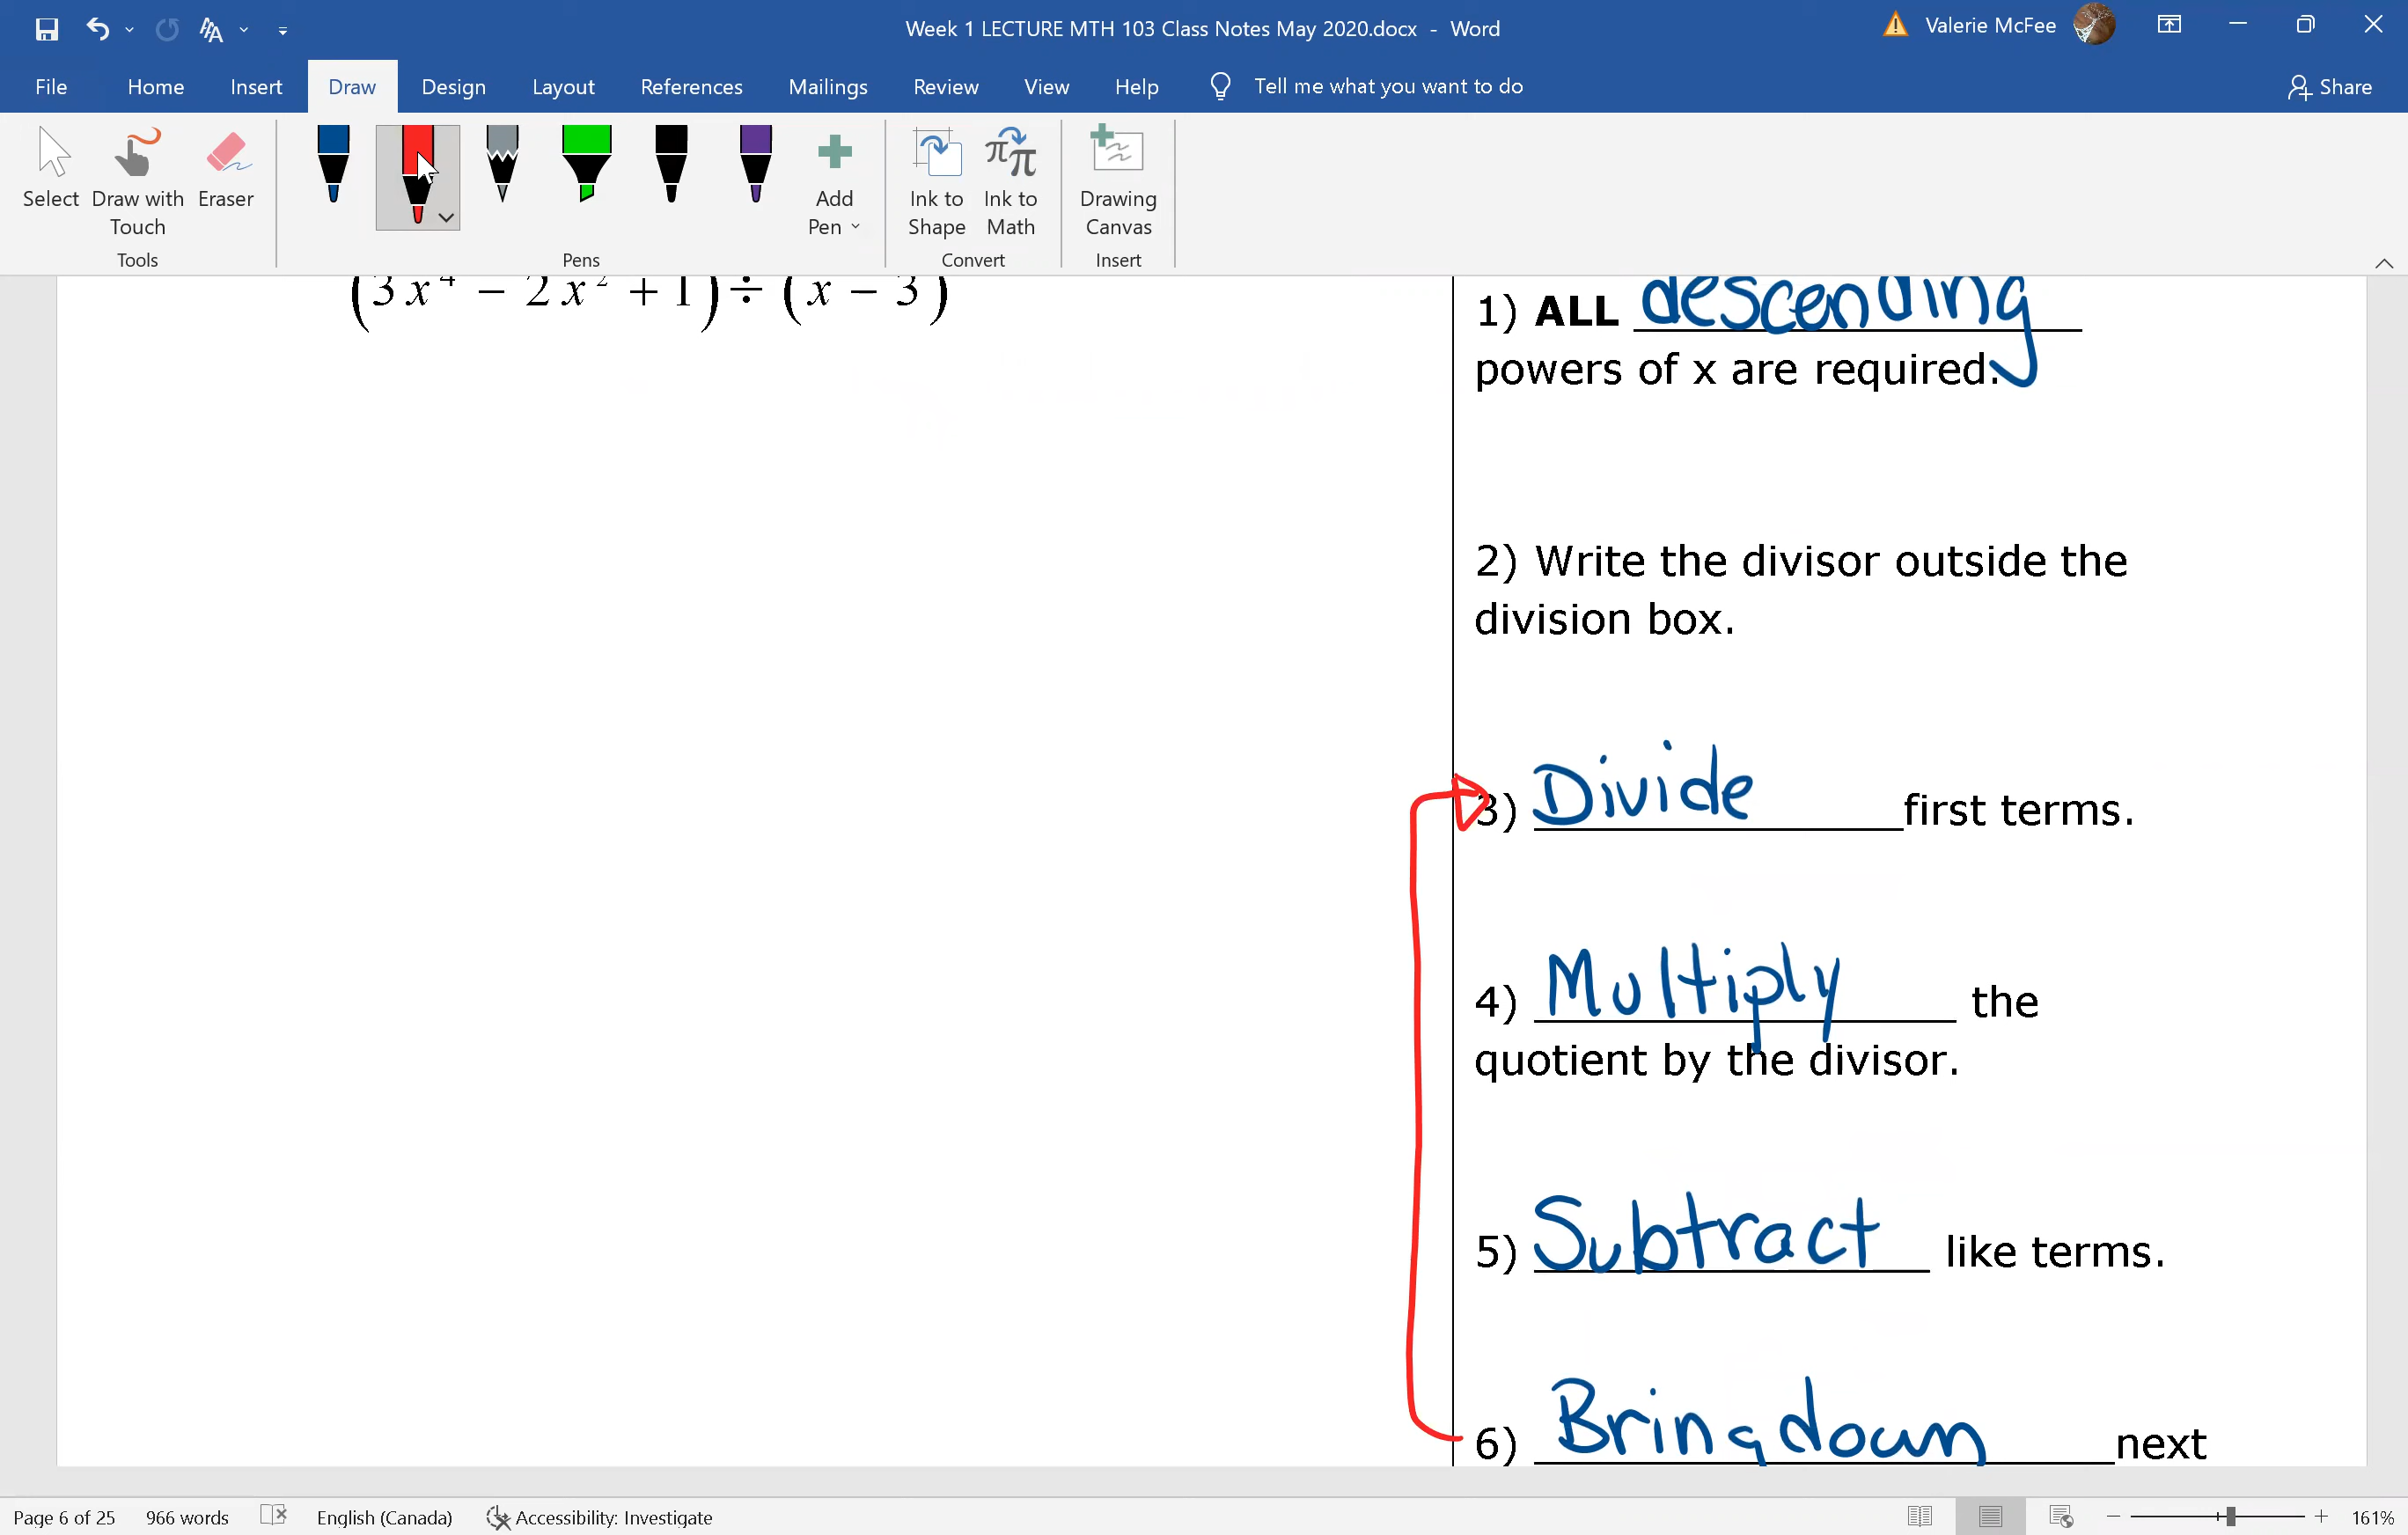 Week 1 LECTURE MTH 103 Class Notes May 2020.docx - Word
Valerie McFee
File Home Insert Draw Design Layout References Mailings Review View Help Tell me what you want to do Share
Select Draw with Touch Eraser
Add Pen
Ink to Shape Ink to Math
Drawing Canvas
Tools Pens Convert Insert
(3x⁴ − 2x² + 1) ÷ (x − 3)
1) ALL descending
powers of x are required.
2) Write the divisor outside the
division box.
3) Divide first terms.
4) Multiply the
quotient by the divisor.
5) Subtract like terms.
6) Bring down next
Page 6 of 25 966 words English (Canada) Accessibility: Investigate 161%